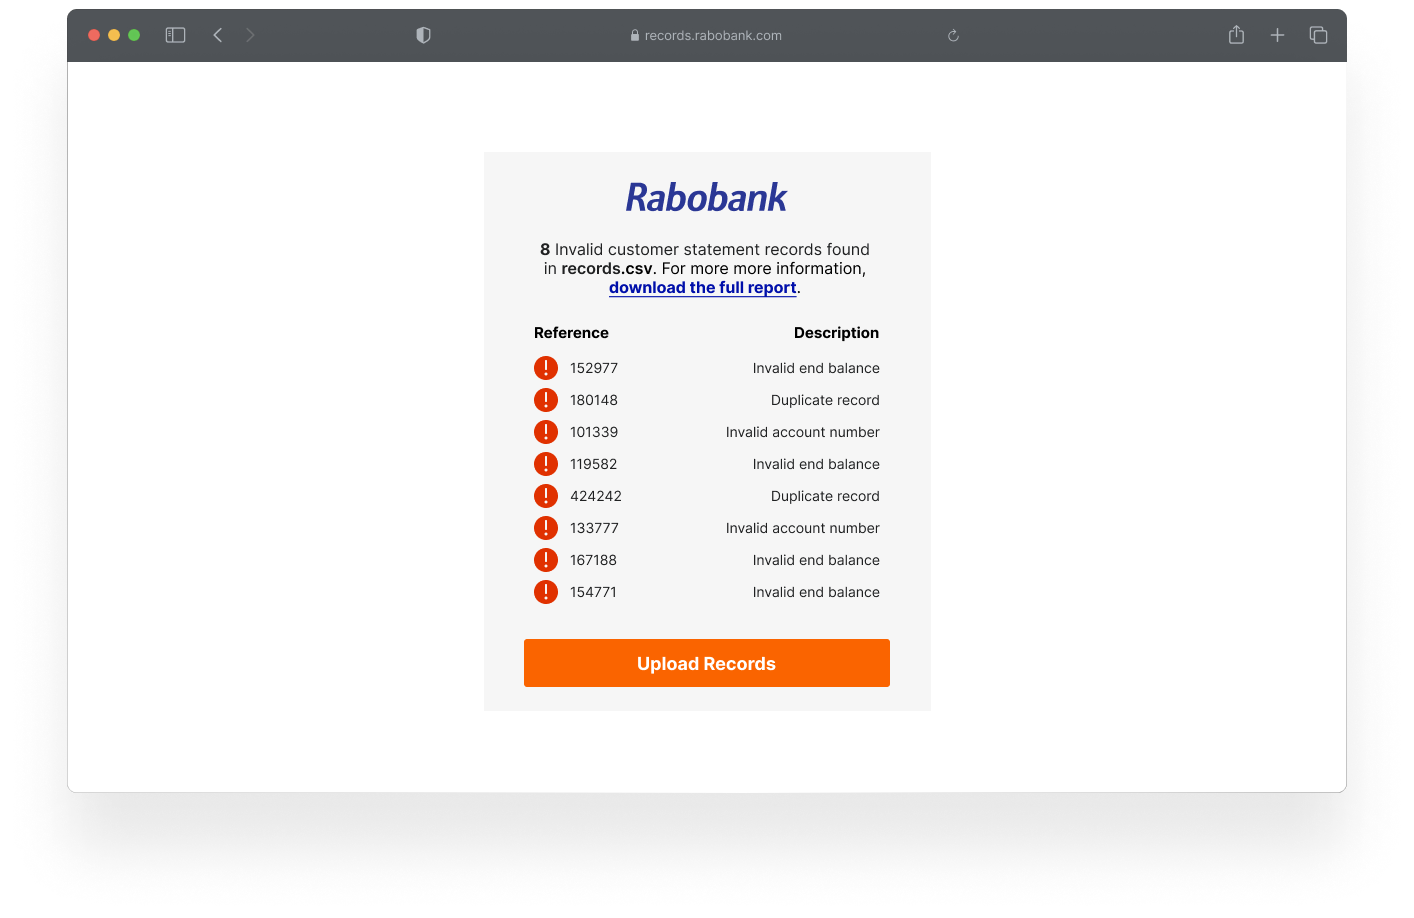 records.rabobank.com
Rabobank
8 Invalid customer statement records found
in records.csv. For more more information,
download the full report.
Reference Description
152977 Invalid end balance
180148 Duplicate record
101339 Invalid account number
119582 Invalid end balance
424242 Duplicate record
133777 Invalid account number
167188 Invalid end balance
154771 Invalid end balance
Upload Records